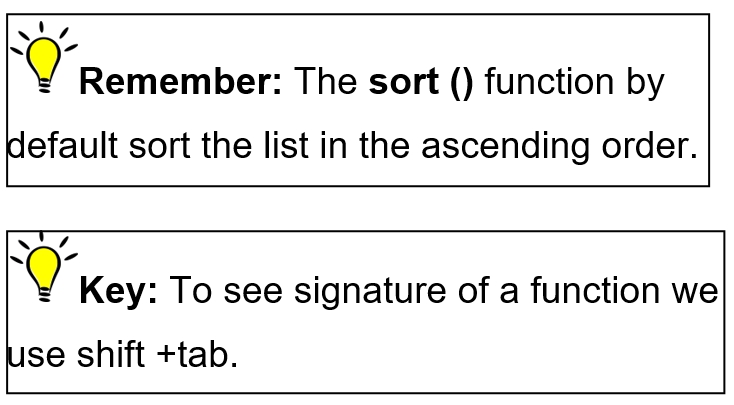 Remember: The sort () function by
default sort the list in the ascending order.
Key: To see signature of a function we
use shift +tab.